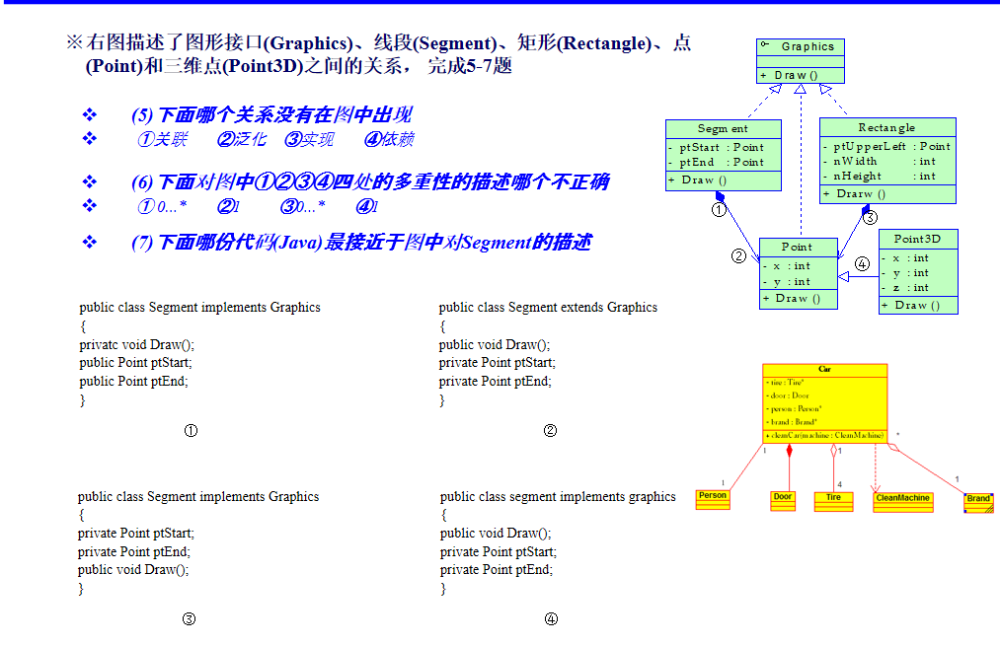 ※右图描述了图形接口(Graphics)、线段(Segment)、矩形(Rectangle)、点
(Point)和三维点(Point3D)之间的关系， 完成5-7题
❖ (5)下面哪个关系没有在图中出现
❖ ①关联 ②泛化 ③实现 ④依赖
❖ (6)下面对图中①②③④四处的多重性的描述哪个不正确
❖ ①0…* ②1 ③0…* ④1
❖ (7)下面哪份代码(Java)最接近于图中对Segment的描述
public class Segment implements Graphics
{
privatc void Draw();
public Point ptStart;
public Point ptEnd;
}
①
public class Segment extends Graphics
{
public void Draw();
private Point ptStart;
private Point ptEnd;
}
②
public class Segment implements Graphics
{
private Point ptStart;
private Point ptEnd;
public void Draw();
}
③
public class segment implements graphics
{
public void Draw();
private Point ptStart;
private Point ptEnd;
}
④
Graphics
+ Draw ()
Segment
- ptStart : Point
- ptEnd : Point
+ Draw ()
Rectangle
- ptUpperLeft : Point
- nWidth : int
- nHeight : int
+ Drarw ()
①
③
②
④
Point
- x : int
- y : int
+ Draw ()
Point3D
- x : int
- y : int
- z : int
+ Draw ()
Car
- tire : Tire*
- door : Door
- person : Person*
- brand : Brand*
+ cleanCar(machine : CleanMachine)
1
1
*
1
4
1
Person
Door
Tire
CleanMachine
Brand